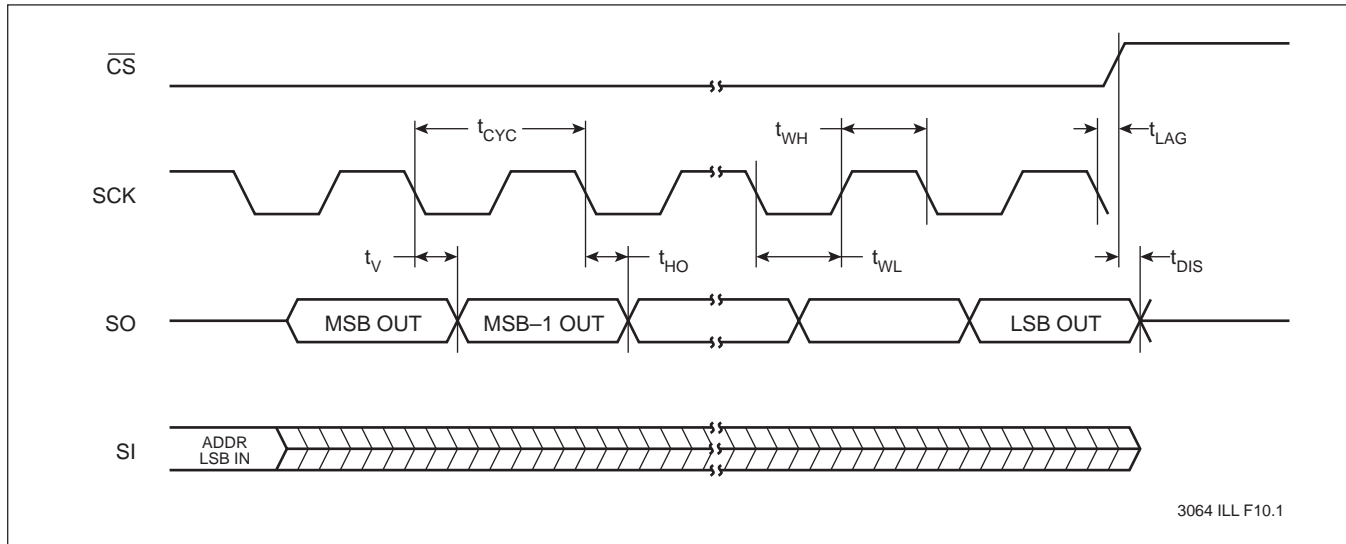 CS
tCYC
tWH
tLAG
SCK
tV
tHO
tWL
tDIS
SO
MSB OUT
MSB–1 OUT
LSB OUT
SI
ADDR
LSB IN
3064 ILL F10.1